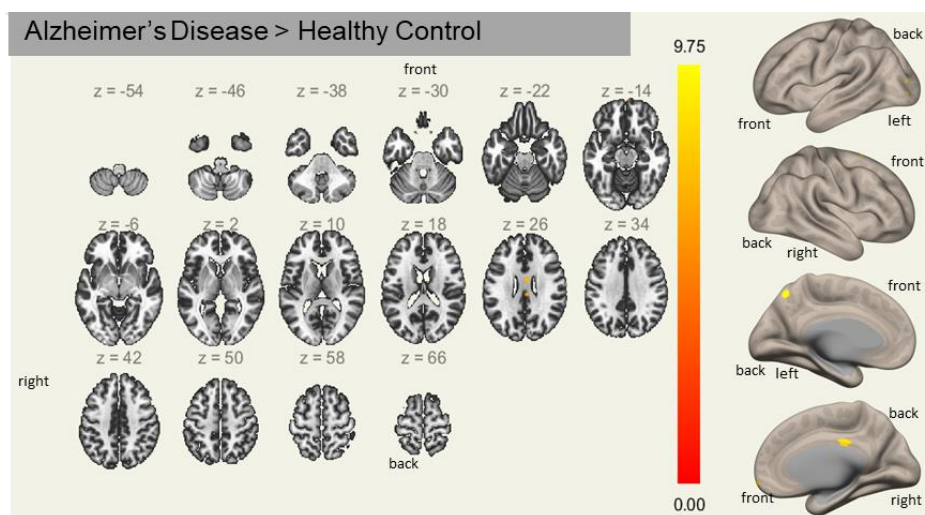 Alzheimer's Disease > Healthy Control
front
z = -54 z = -46 z = -38 z = -30 z = -22 z = -14
z = -6 z = 2 z = 10 z = 18 z = 26 z = 34
z = 42 z = 50 z = 58 z = 66
right
back
9.75
0.00
back
front
left
front
back
right
front
back
left
back
front
right